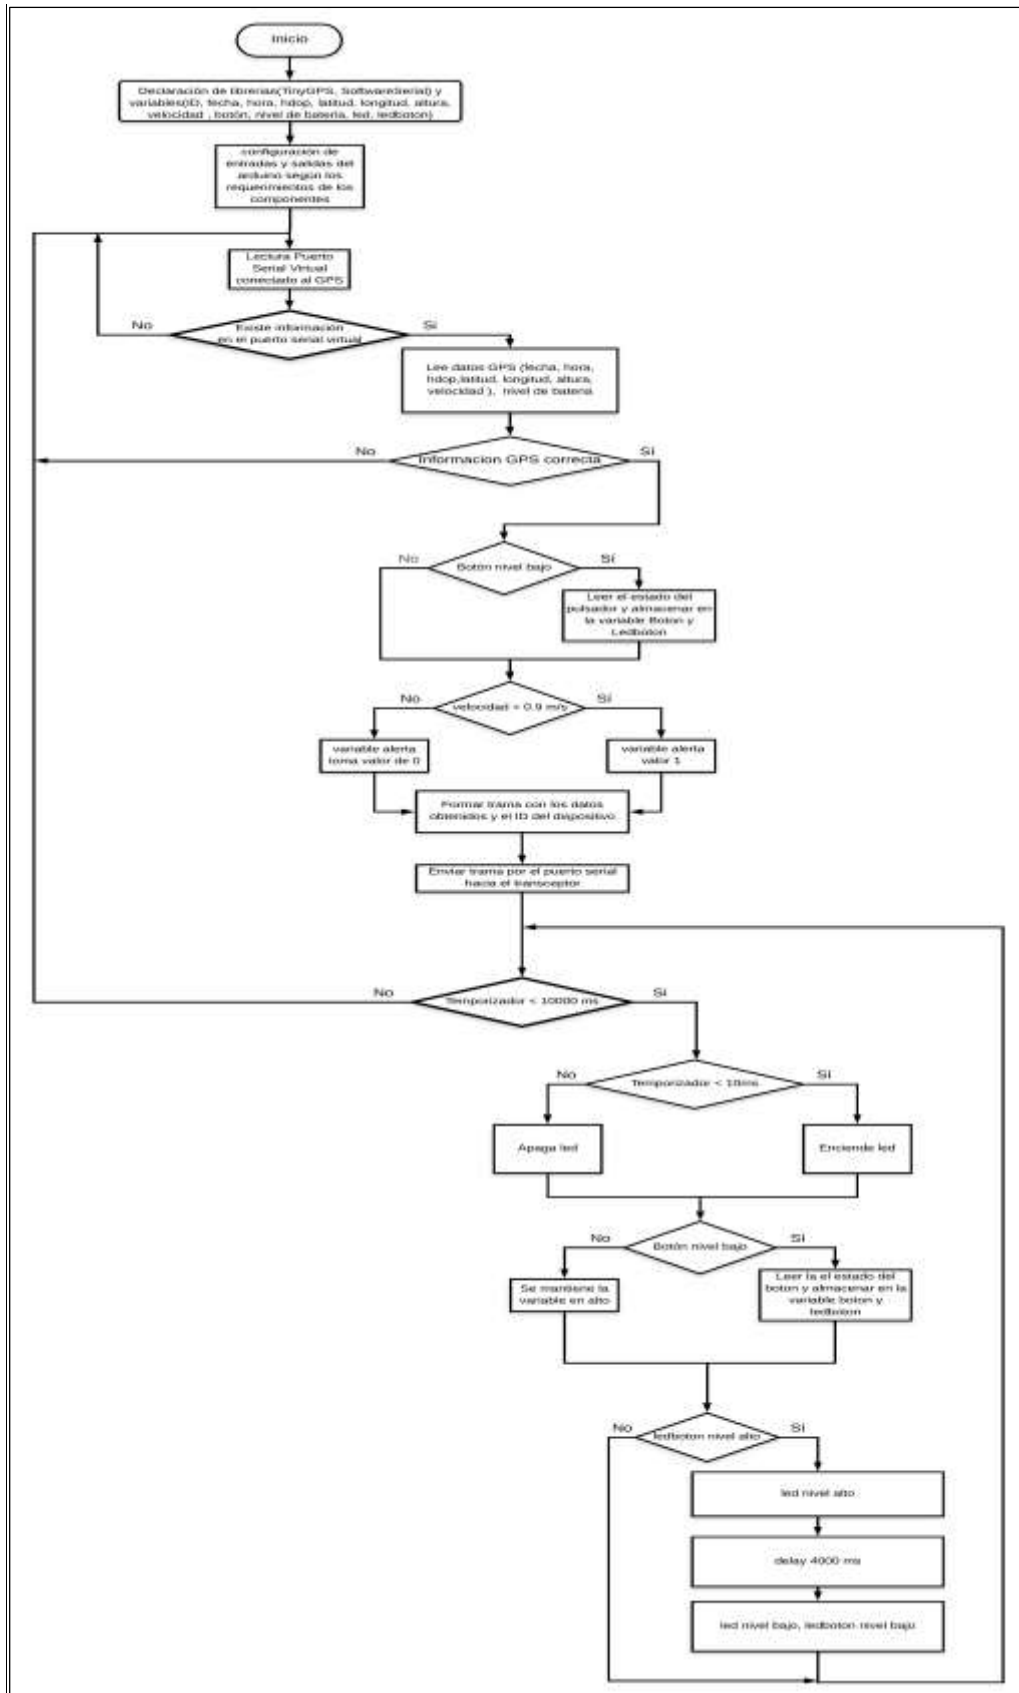 Inicio
Declaración de librerias(TinyGPS, SoftwareSerial) y
variables(ID, fecha, hora, hdop, latitud, longitud, altura,
velocidad , botón, nivel de bateria, led, ledboton)
configuración de
entradas y salidas del
arduino según los
requerimientos de los
componentes
Lectura Puerto
Serial Virtual
conectado al GPS
No
Si
Existe información
en el puerto serial virtual
Lee datos GPS (fecha, hora,
hdop,latitud, longitud, altura,
velocidad ), nivel de bateria
No
Sí
Informacion GPS correcta
No
Sí
Botón nivel bajo
Leer el estado del
pulsador y almacenar en
la variable Boton y
Ledboton
No
Sí
velocidad 0.9 m/s
variable alerta
toma valor de 0
variable alerta
valor 1
Formar trama con los datos
obtenidos y el ID del dispositivo.
Enviar trama por el puerto serial
hacia el transceptor
No
Si
Temporizador < 10000 ms
No
Si
Temporizador < 10ms
Apaga led
Enciende led
No
Si
Botón nivel bajo
Se mantiene la
variable en alto
Leer la el estado del
boton y almacenar en la
variable boton y
ledboton
No
Sí
ledboton nivel alto
led nivel alto
delay 4000 ms
led nivel bajo, ledboton nivel bajo